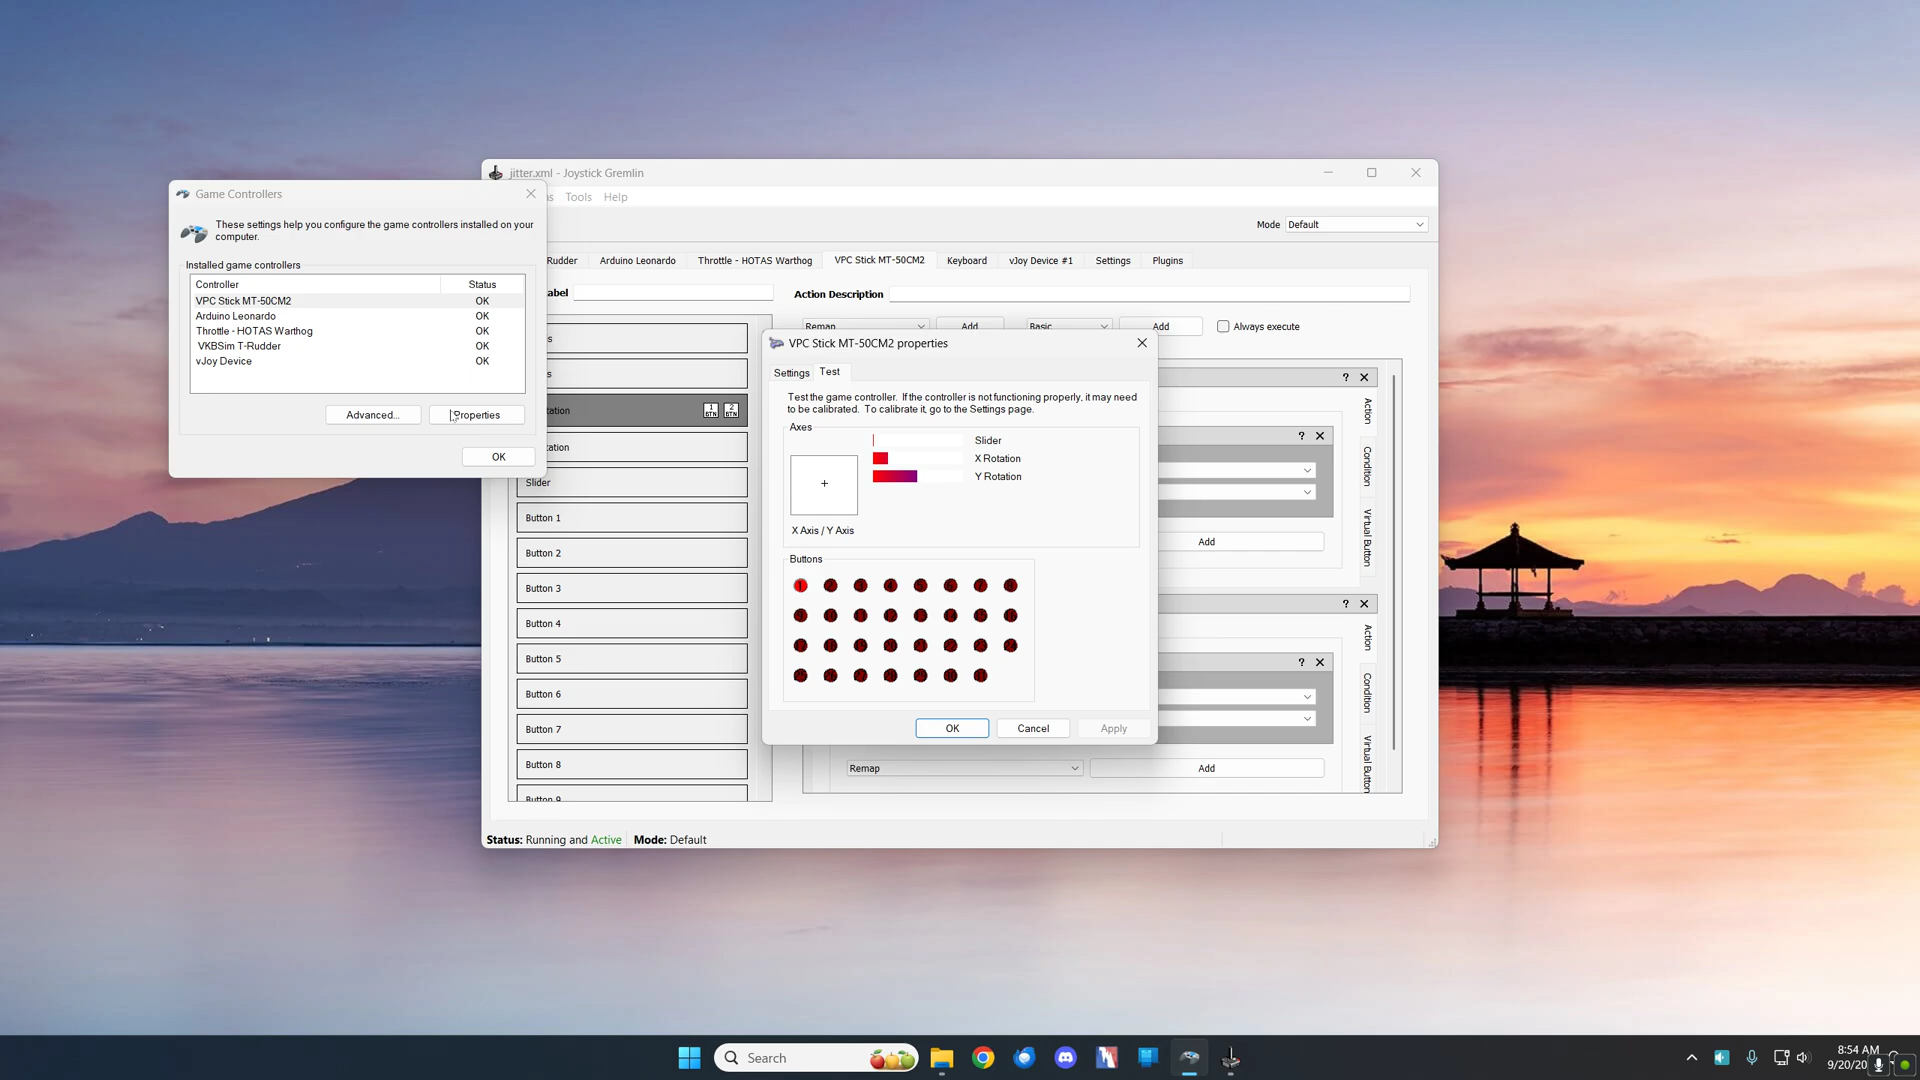 jitter.xml - Joystick Gremlin
Tools
Help
Mode
Default
Rudder
Arduino Leonardo
Throttle - HOTAS Warthog
VPC Stick MT-50CM2
Keyboard
vJoy Device #1
Settings
Plugins
Action Description
Remap
Add
Basic
Add
Always execute
Game Controllers
These settings help you configure the game controllers installed on your
computer.
Installed game controllers
Controller
Status
VPC Stick MT-50CM2
OK
Arduino Leonardo
OK
Throttle - HOTAS Warthog
OK
VKBSim T-Rudder
OK
vJoy Device
OK
Advanced...
Properties
OK
1
BTN
2
BTN
Slider
Button 1
Button 2
Button 3
Button 4
Button 5
Button 6
Button 7
Button 8
Button 9
VPC Stick MT-50CM2 properties
Settings
Test
Test the game controller. If the controller is not functioning properly, it may need
to be calibrated. To calibrate it, go to the Settings page.
Axes
Slider
X Rotation
Y Rotation
X Axis / Y Axis
Buttons
OK
Cancel
Apply
?
Action
Condition
Virtual Button
?
Add
?
Action
Condition
Virtual Button
?
Remap
Add
Status: Running and Active
Mode: Default
Search
8:54 AM